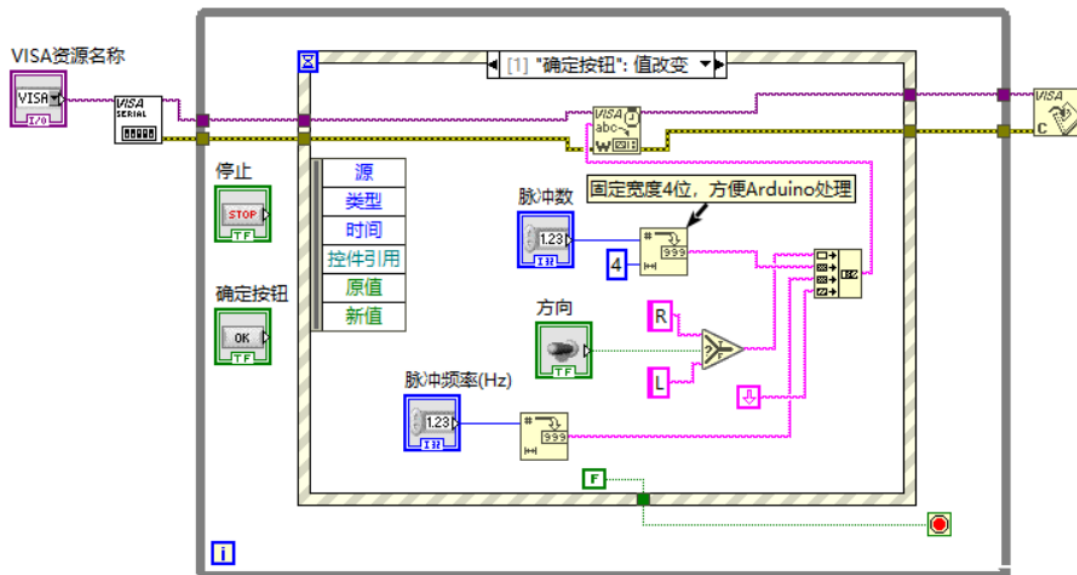 VISA资源名称
VISA
I/O
VISA
SERIAL
[1] "确定按钮": 值改变
VISA
abc
W
VISA
C
停止
STOP
TF
确定按钮
OK
TF
源
类型
时间
控件引用
原值
新值
固定宽度4位，方便Arduino处理
脉冲数
1.23
I32
4
#
999
方向
TF
R
L
?
T
F
脉冲频率(Hz)
1.23
I32
#
999
F
i